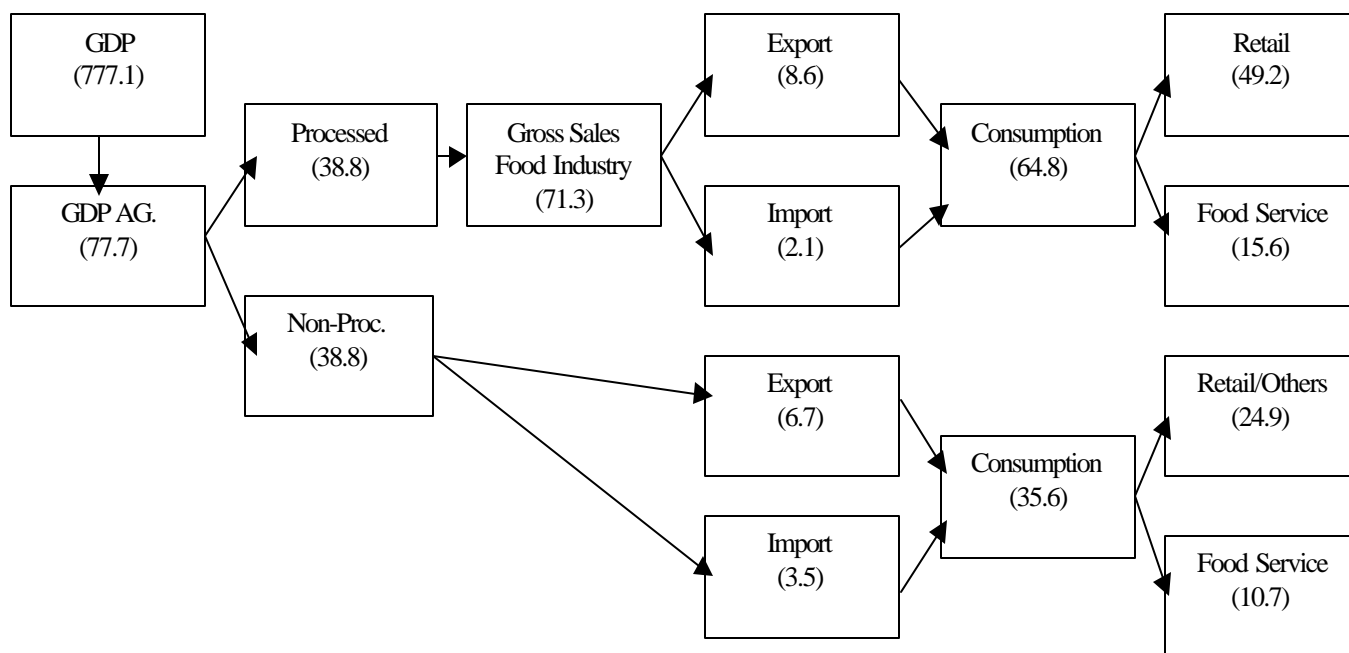 GDP
(777.1)
GDP AG.
(77.7)
Processed
(38.8)
Non-Proc.
(38.8)
Gross Sales
Food Industry
(71.3)
Export
(8.6)
Import
(2.1)
Export
(6.7)
Import
(3.5)
Consumption
(64.8)
Consumption
(35.6)
Retail
(49.2)
Food Service
(15.6)
Retail/Others
(24.9)
Food Service
(10.7)